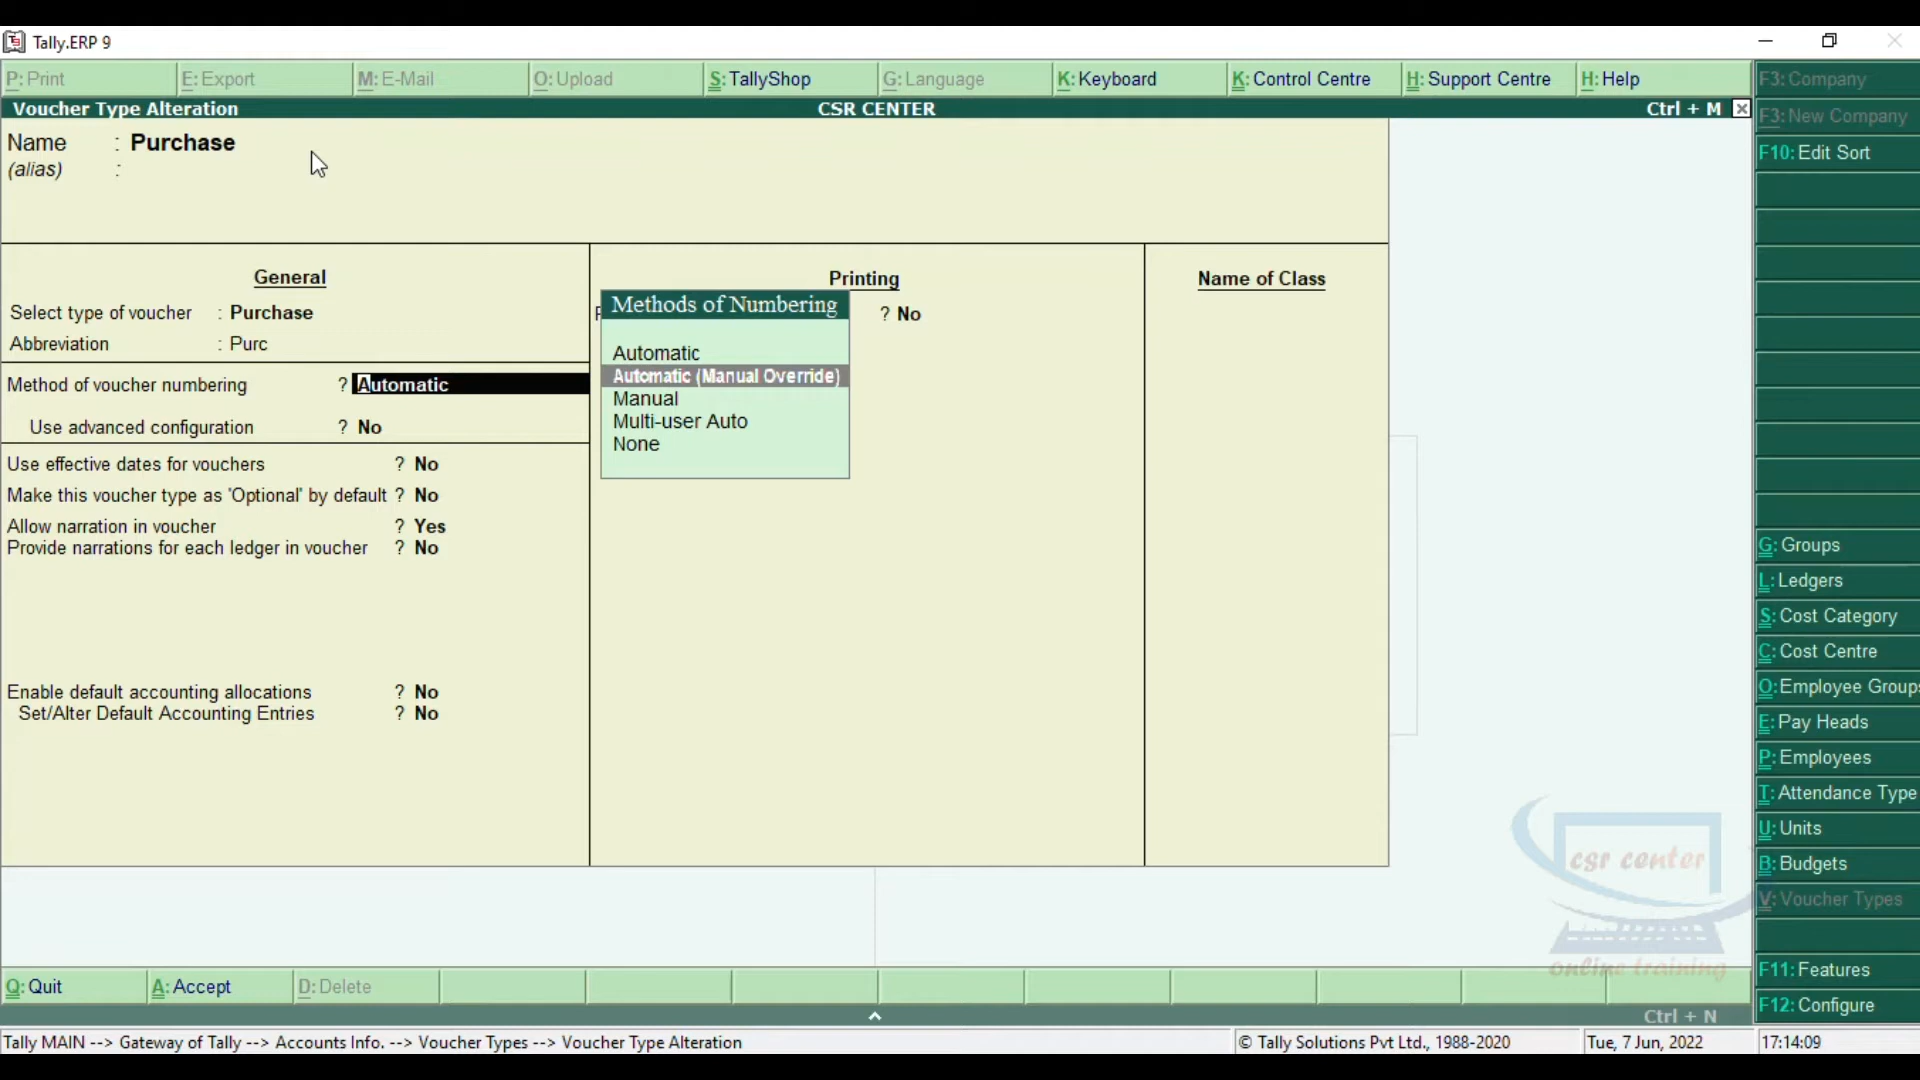 Tally.ERP 9
P: Print
E: Export
M: E-Mail
O: Upload
S: TallyShop
G: Language
K: Keyboard
K: Control Centre
H: Support Centre
H: Help
Voucher Type Alteration
CSR CENTER
Ctrl + M
Name : Purchase
(alias) :
General
Select type of voucher : Purchase
Abbreviation : Purc
Method of voucher numbering ? Automatic
Use advanced configuration ? No
Use effective dates for vouchers ? No
Make this voucher type as 'Optional' by default ? No
Allow narration in voucher ? Yes
Provide narrations for each ledger in voucher ? No
Enable default accounting allocations ? No
Set/Alter Default Accounting Entries ? No
Printing
? No
Methods of Numbering
Automatic
Automatic (Manual Override)
Manual
Multi-user Auto
None
Name of Class
F3: Company
F3: New Company
F10: Edit Sort
G: Groups
L: Ledgers
S: Cost Category
C: Cost Centre
O: Employee Groups
E: Pay Heads
P: Employees
T: Attendance Type
U: Units
B: Budgets
V: Voucher Types
F11: Features
F12: Configure
csr center
online training
Q: Quit
A: Accept
D: Delete
Ctrl + N
Tally MAIN --> Gateway of Tally --> Accounts Info. --> Voucher Types --> Voucher Type Alteration
© Tally Solutions Pvt Ltd., 1988-2020
Tue, 7 Jun, 2022
17:14:09